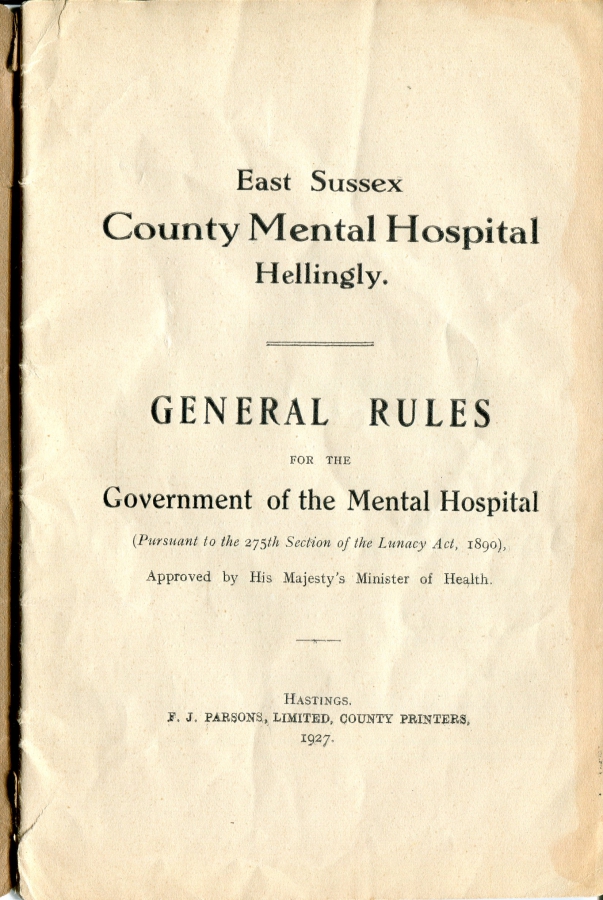 East Sussex
County Mental Hospital
Hellingly.
GENERAL RULES
FOR THE
Government of the Mental Hospital
(Pursuant to the 275th Section of the Lunacy Act, 1890),
Approved by His Majesty's Minister of Health.
HASTINGS.
F. J. PARSONS, LIMITED, COUNTY PRINTERS,
1927.